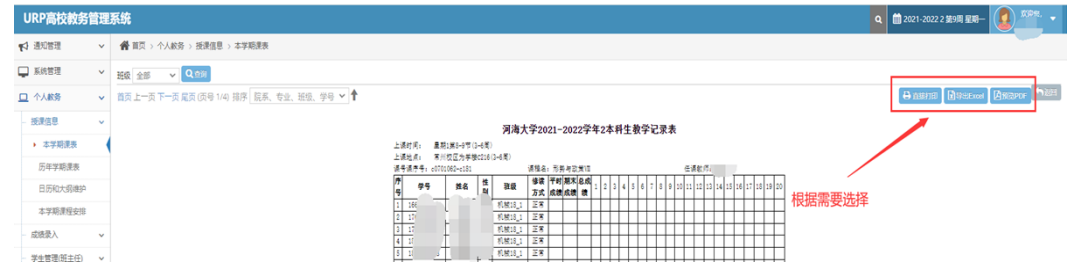 URP高校教务管理系统
2021-2022 2 第9周 星期一
欢迎您,
通知管理
首页 > 个人教务 > 授课信息 > 本学期课表
系统管理
班级 全部 查询
个人教务
首页 上一页 下一页 尾页 (页号 1/4) 排序 院系、专业、班级、学号
直接打印 导出Excel 预览PDF 返回
授课信息
本学期课表
历年学期课表
日历和大纲维护
本学期课程安排
成绩录入
学生管理(班主任)
河海大学2021-2022学年2本科生教学记录表
上课时间: 星期1第8-9节(3-6周)
上课地点: 常州校区为学楼C216(3-6周)
课号课序号: c0701062-c181 课程名: 形势与政策VI 任课教师:
序号 学号 姓名 性别 班级 修读方式 平时成绩 期末成绩 总成绩 1 2 3 4 5 6 7 8 9 10 11 12 13 14 15 16 17 18 19 20
1 机械18_1 正常
2 机械18_1 正常
3 机械18_1 正常
4 机械18_1 正常
5 机械18_1 正常
根据需要选择